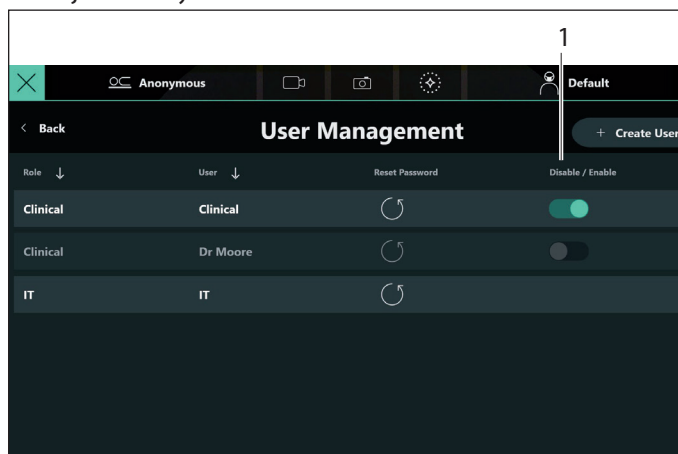 1
Anonymous Default
< Back User Management + Create User
Role ↓ User ↓ Reset Password Disable / Enable
Clinical Clinical
Clinical Dr Moore
IT IT